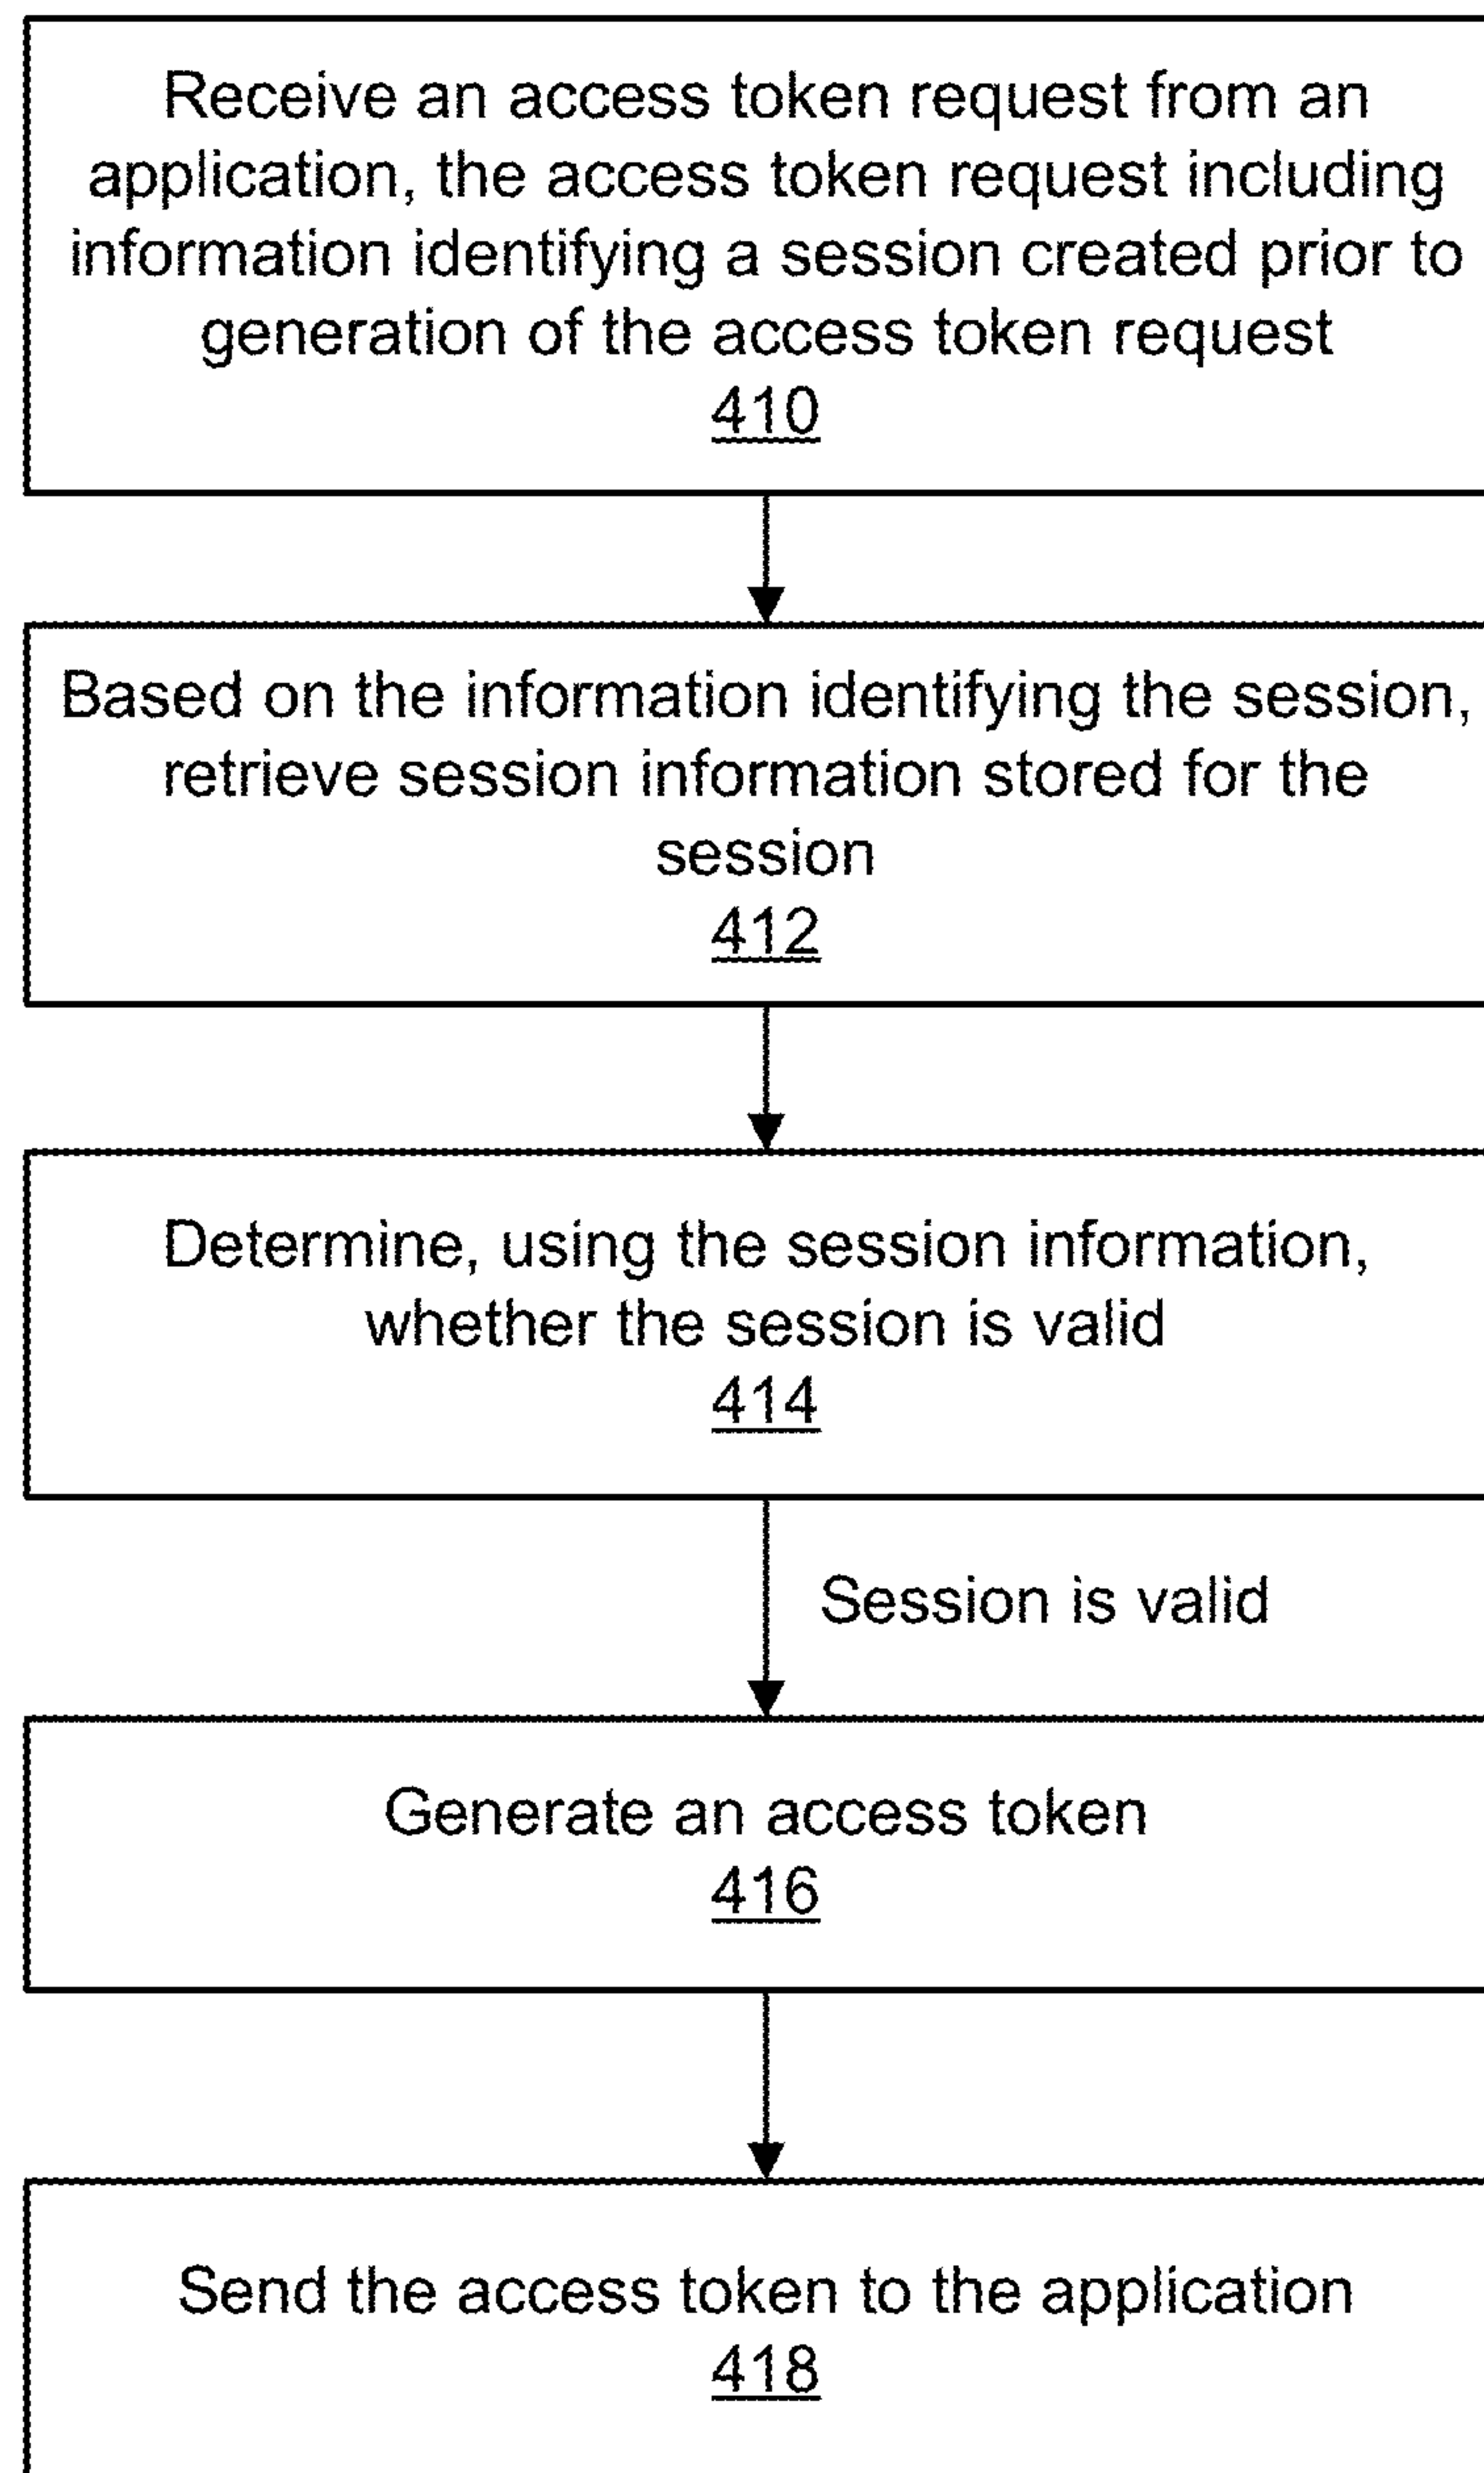 Receive an access token request from an
application, the access token request including
information identifying a session created prior to
generation of the access token request
410
Based on the information identifying the session,
retrieve session information stored for the
session
412
Determine, using the session information,
whether the session is valid
414
Session is valid
Generate an access token
416
Send the access token to the application
418